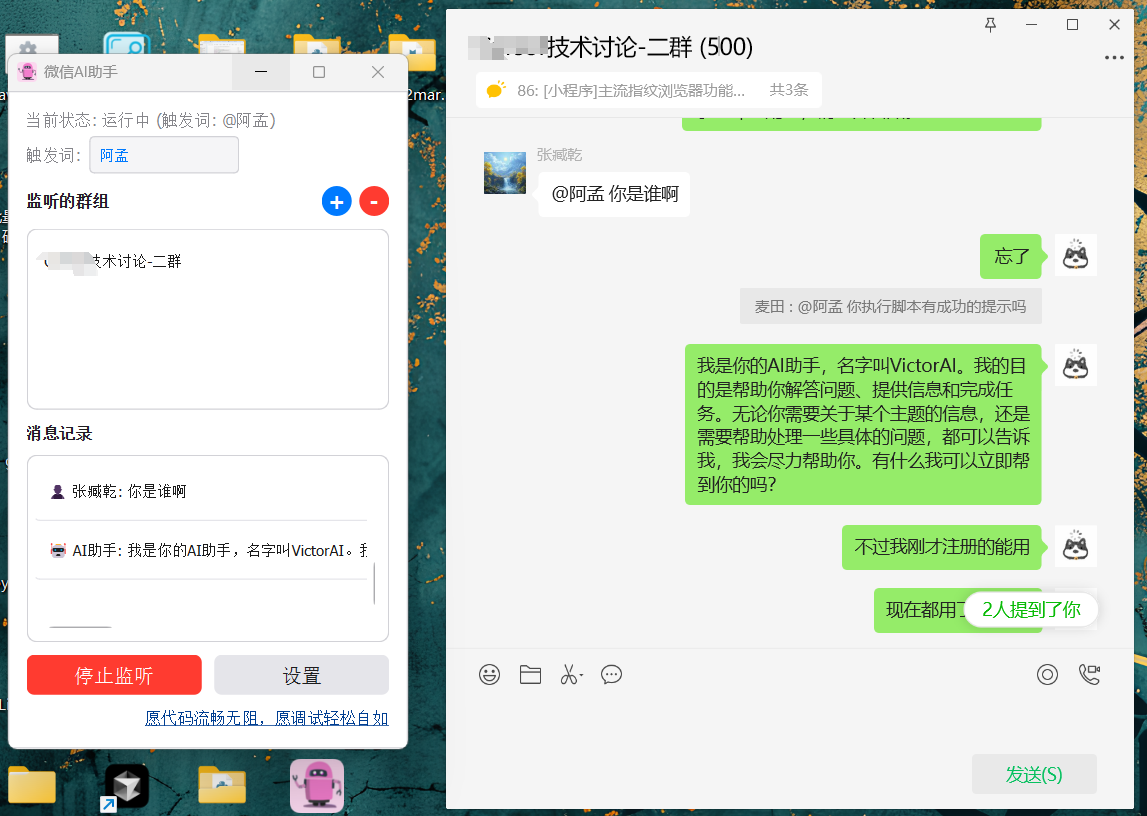 微信AI助手
当前状态: 运行中 (触发词: @阿孟)
触发词:
阿孟
监听的群组
+
-
技术讨论-二群
消息记录
张臧乾: 你是谁啊
AI助手: 我是你的AI助手，名字叫VictorAI。我
停止监听
设置
愿代码流畅无阻，愿调试轻松自如
2mar.
技术讨论-二群 (500)
86: [小程序]主流指纹浏览器功能...
共3条
张臧乾
@阿孟 你是谁啊
忘了
麦田 : @阿孟 你执行脚本有成功的提示吗
我是你的AI助手，名字叫VictorAI。我的目
的是帮助你解答问题、提供信息和完成任
务。无论你需要关于某个主题的信息，还是
需要帮助处理一些具体的问题，都可以告诉
我，我会尽力帮助你。有什么我可以立即帮
到你的吗？
不过我刚才注册的能用
现在都用
2人提到了你
发送(S)